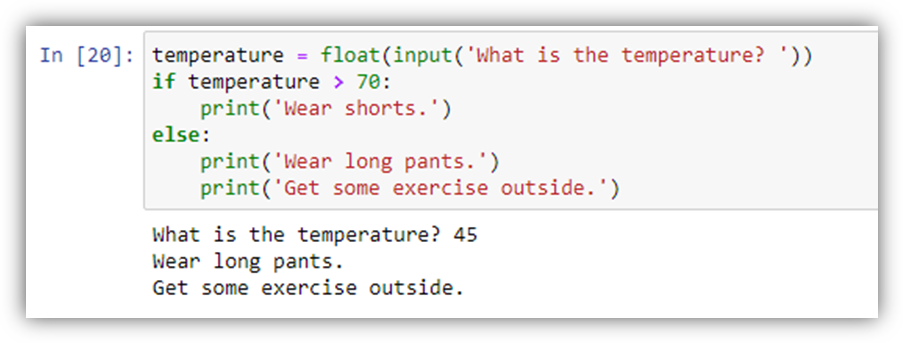 In [20]: temperature = float(input('What is the temperature? '))
if temperature > 70:
    print('Wear shorts.')
else:
    print('Wear long pants.')
    print('Get some exercise outside.')
What is the temperature? 45
Wear long pants.
Get some exercise outside.